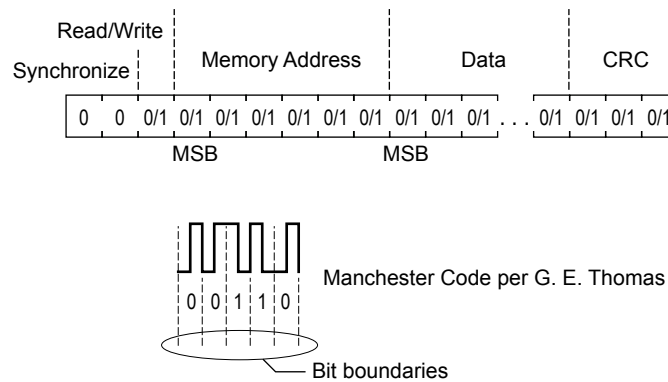 Read/Write
Synchronize Memory Address Data CRC
0 0 0/1 0/1 0/1 0/1 0/1 0/1 0/1 0/1 0/1 0/1 . . . 0/1 0/1 0/1 0/1
MSB MSB
Manchester Code per G. E. Thomas
0 0 1 1 0
Bit boundaries